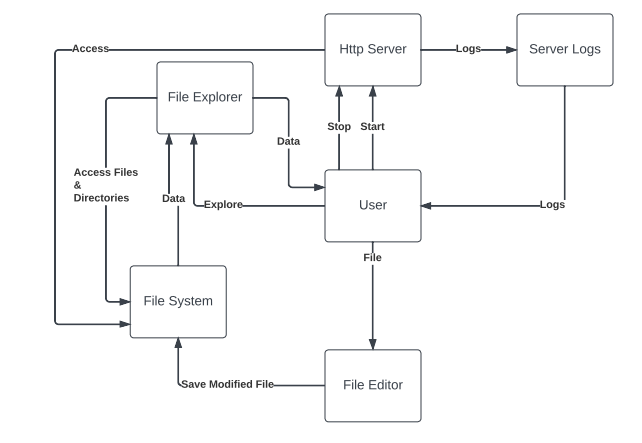 Access
Http Server
Logs
Server Logs
File Explorer
Stop
Start
Data
Access Files
&
Directories
Data
Explore
User
Logs
File
File System
Save Modified File
File Editor